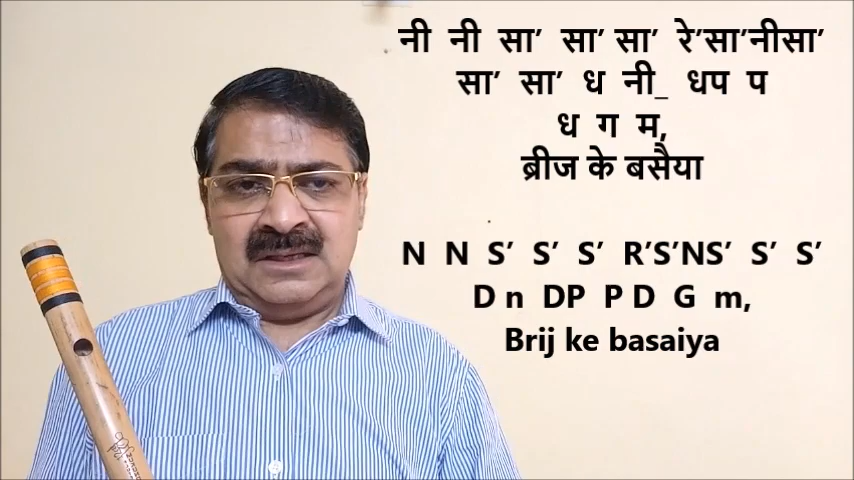 नी नी सा’ सा’ सा’ रे’सा’नीसा’
सा’ सा’ ध नी_ धप प
ध ग म,
ब्रीज के बसैया
N N S’ S’ S’ R’S’NS’ S’ S’
D n DP P D G m,
Brij ke basaiya